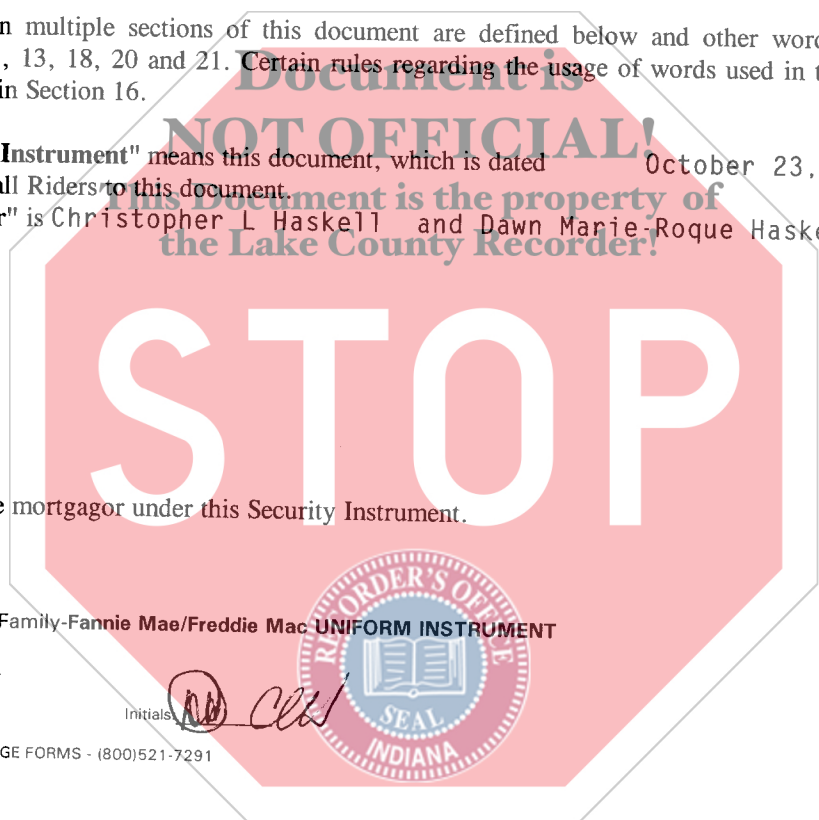 n multiple sections of this document are defined below and other word
, 13, 18, 20 and 21. Certain rules regarding the usage of words used in t
in Section 16.
Document is
NOT OFFICIAL!
This Document is the property of
the Lake County Recorder!
Instrument" means this document, which is dated October 23,
all Riders to this document.
r" is Christopher L Haskell and Dawn Marie-Roque Haske
STOP
e mortgagor under this Security Instrument.
Family-Fannie Mae/Freddie Mac UNIFORM INSTRUMENT
RECORDER'S OFFICE
SEAL
INDIANA
Initials:
GE FORMS - (800)521-7291